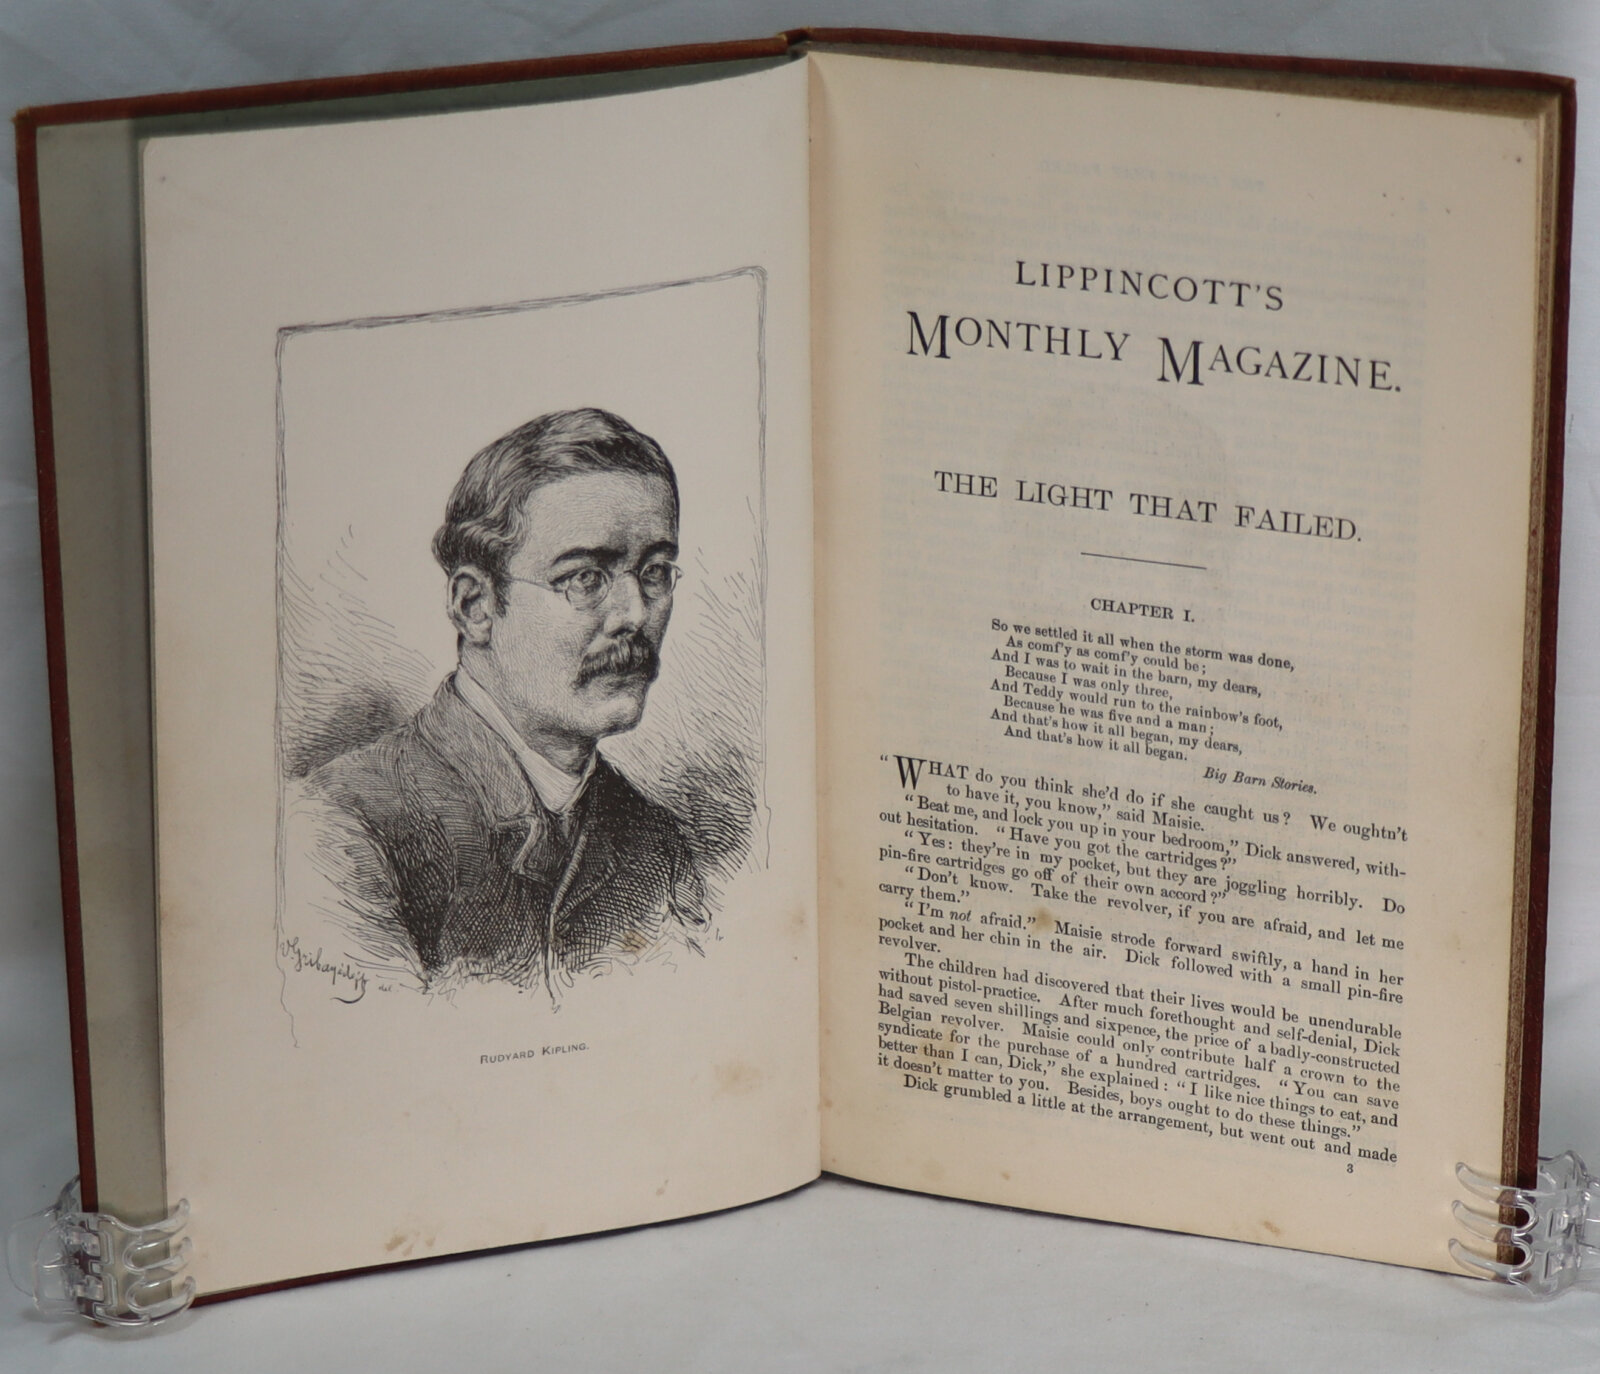 V. Gribayédoff
del.
RUDYARD KIPLING.
LIPPINCOTT'S
MONTHLY MAGAZINE.
THE LIGHT THAT FAILED.
CHAPTER I.
So we settled it all when the storm was done,
As comf'y as comf'y could be;
And I was to wait in the barn, my dears,
Because I was only three,
And Teddy would run to the rainbow's foot,
Because he was five and a man;
And that's how it all began, my dears,
And that's how it all began.
Big Barn Stories.
"WHAT do you think she'd do if she caught us? We oughtn't
to have it, you know," said Maisie.
"Beat me, and lock you up in your bedroom," Dick answered, with-
out hesitation. "Have you got the cartridges?"
"Yes: they're in my pocket, but they are joggling horribly. Do
pin-fire cartridges go off of their own accord?"
"Don't know. Take the revolver, if you are afraid, and let me
carry them."
"I'm not afraid." Maisie strode forward swiftly, a hand in her
pocket and her chin in the air. Dick followed with a small pin-fire
revolver.
The children had discovered that their lives would be unendurable
without pistol-practice. After much forethought and self-denial, Dick
had saved seven shillings and sixpence, the price of a badly-constructed
Belgian revolver. Maisie could only contribute half a crown to the
syndicate for the purchase of a hundred cartridges. "You can save
better than I can, Dick," she explained: "I like nice things to eat, and
it doesn't matter to you. Besides, boys ought to do these things."
Dick grumbled a little at the arrangement, but went out and made
3